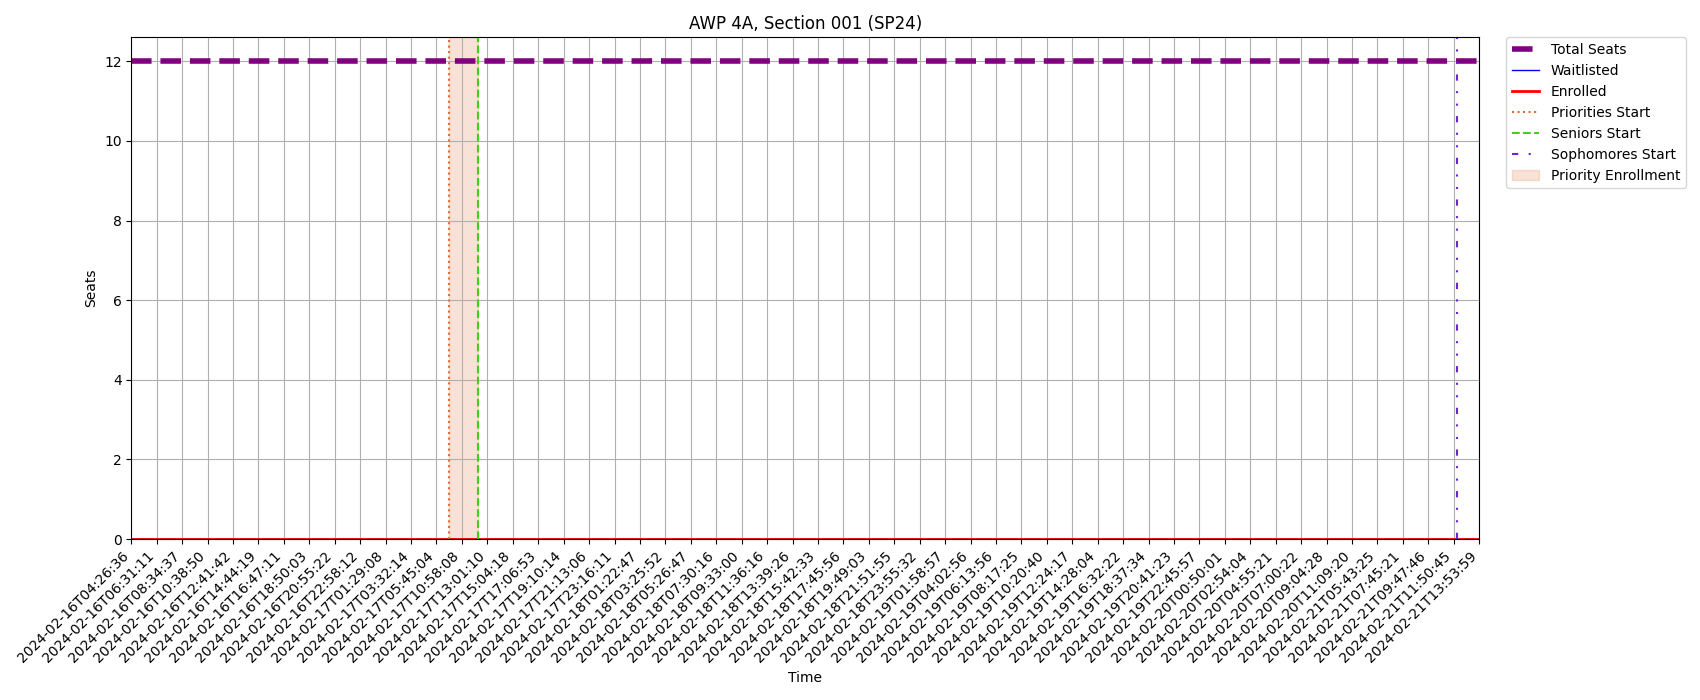 AWP 4A, Section 001 (SP24)
12
10
8
6
4
2
0
Seats
2024-02-16T04:26:36
2024-02-16T06:31:11
2024-02-16T08:34:37
2024-02-16T10:38:50
2024-02-16T12:41:42
2024-02-16T14:44:19
2024-02-16T16:47:11
2024-02-16T18:50:03
2024-02-16T20:55:22
2024-02-16T22:58:12
2024-02-17T01:29:08
2024-02-17T03:32:14
2024-02-17T05:45:04
2024-02-17T10:58:08
2024-02-17T13:01:10
2024-02-17T15:04:18
2024-02-17T17:06:53
2024-02-17T19:10:14
2024-02-17T21:13:06
2024-02-17T23:16:11
2024-02-18T01:22:47
2024-02-18T03:25:52
2024-02-18T05:26:47
2024-02-18T07:30:16
2024-02-18T09:33:00
2024-02-18T11:36:16
2024-02-18T13:39:26
2024-02-18T15:42:33
2024-02-18T17:45:56
2024-02-18T19:49:03
2024-02-18T21:51:55
2024-02-18T23:55:32
2024-02-19T01:58:57
2024-02-19T04:02:56
2024-02-19T06:13:56
2024-02-19T08:17:25
2024-02-19T10:20:40
2024-02-19T12:24:17
2024-02-19T14:28:04
2024-02-19T16:32:22
2024-02-19T18:37:34
2024-02-19T20:41:23
2024-02-19T22:45:57
2024-02-20T00:50:01
2024-02-20T02:54:04
2024-02-20T04:55:21
2024-02-20T07:00:22
2024-02-20T09:04:28
2024-02-20T11:09:20
2024-02-21T05:43:25
2024-02-21T07:45:21
2024-02-21T09:47:46
2024-02-21T11:50:45
2024-02-21T13:53:59
Time
Total Seats
Waitlisted
Enrolled
Priorities Start
Seniors Start
Sophomores Start
Priority Enrollment